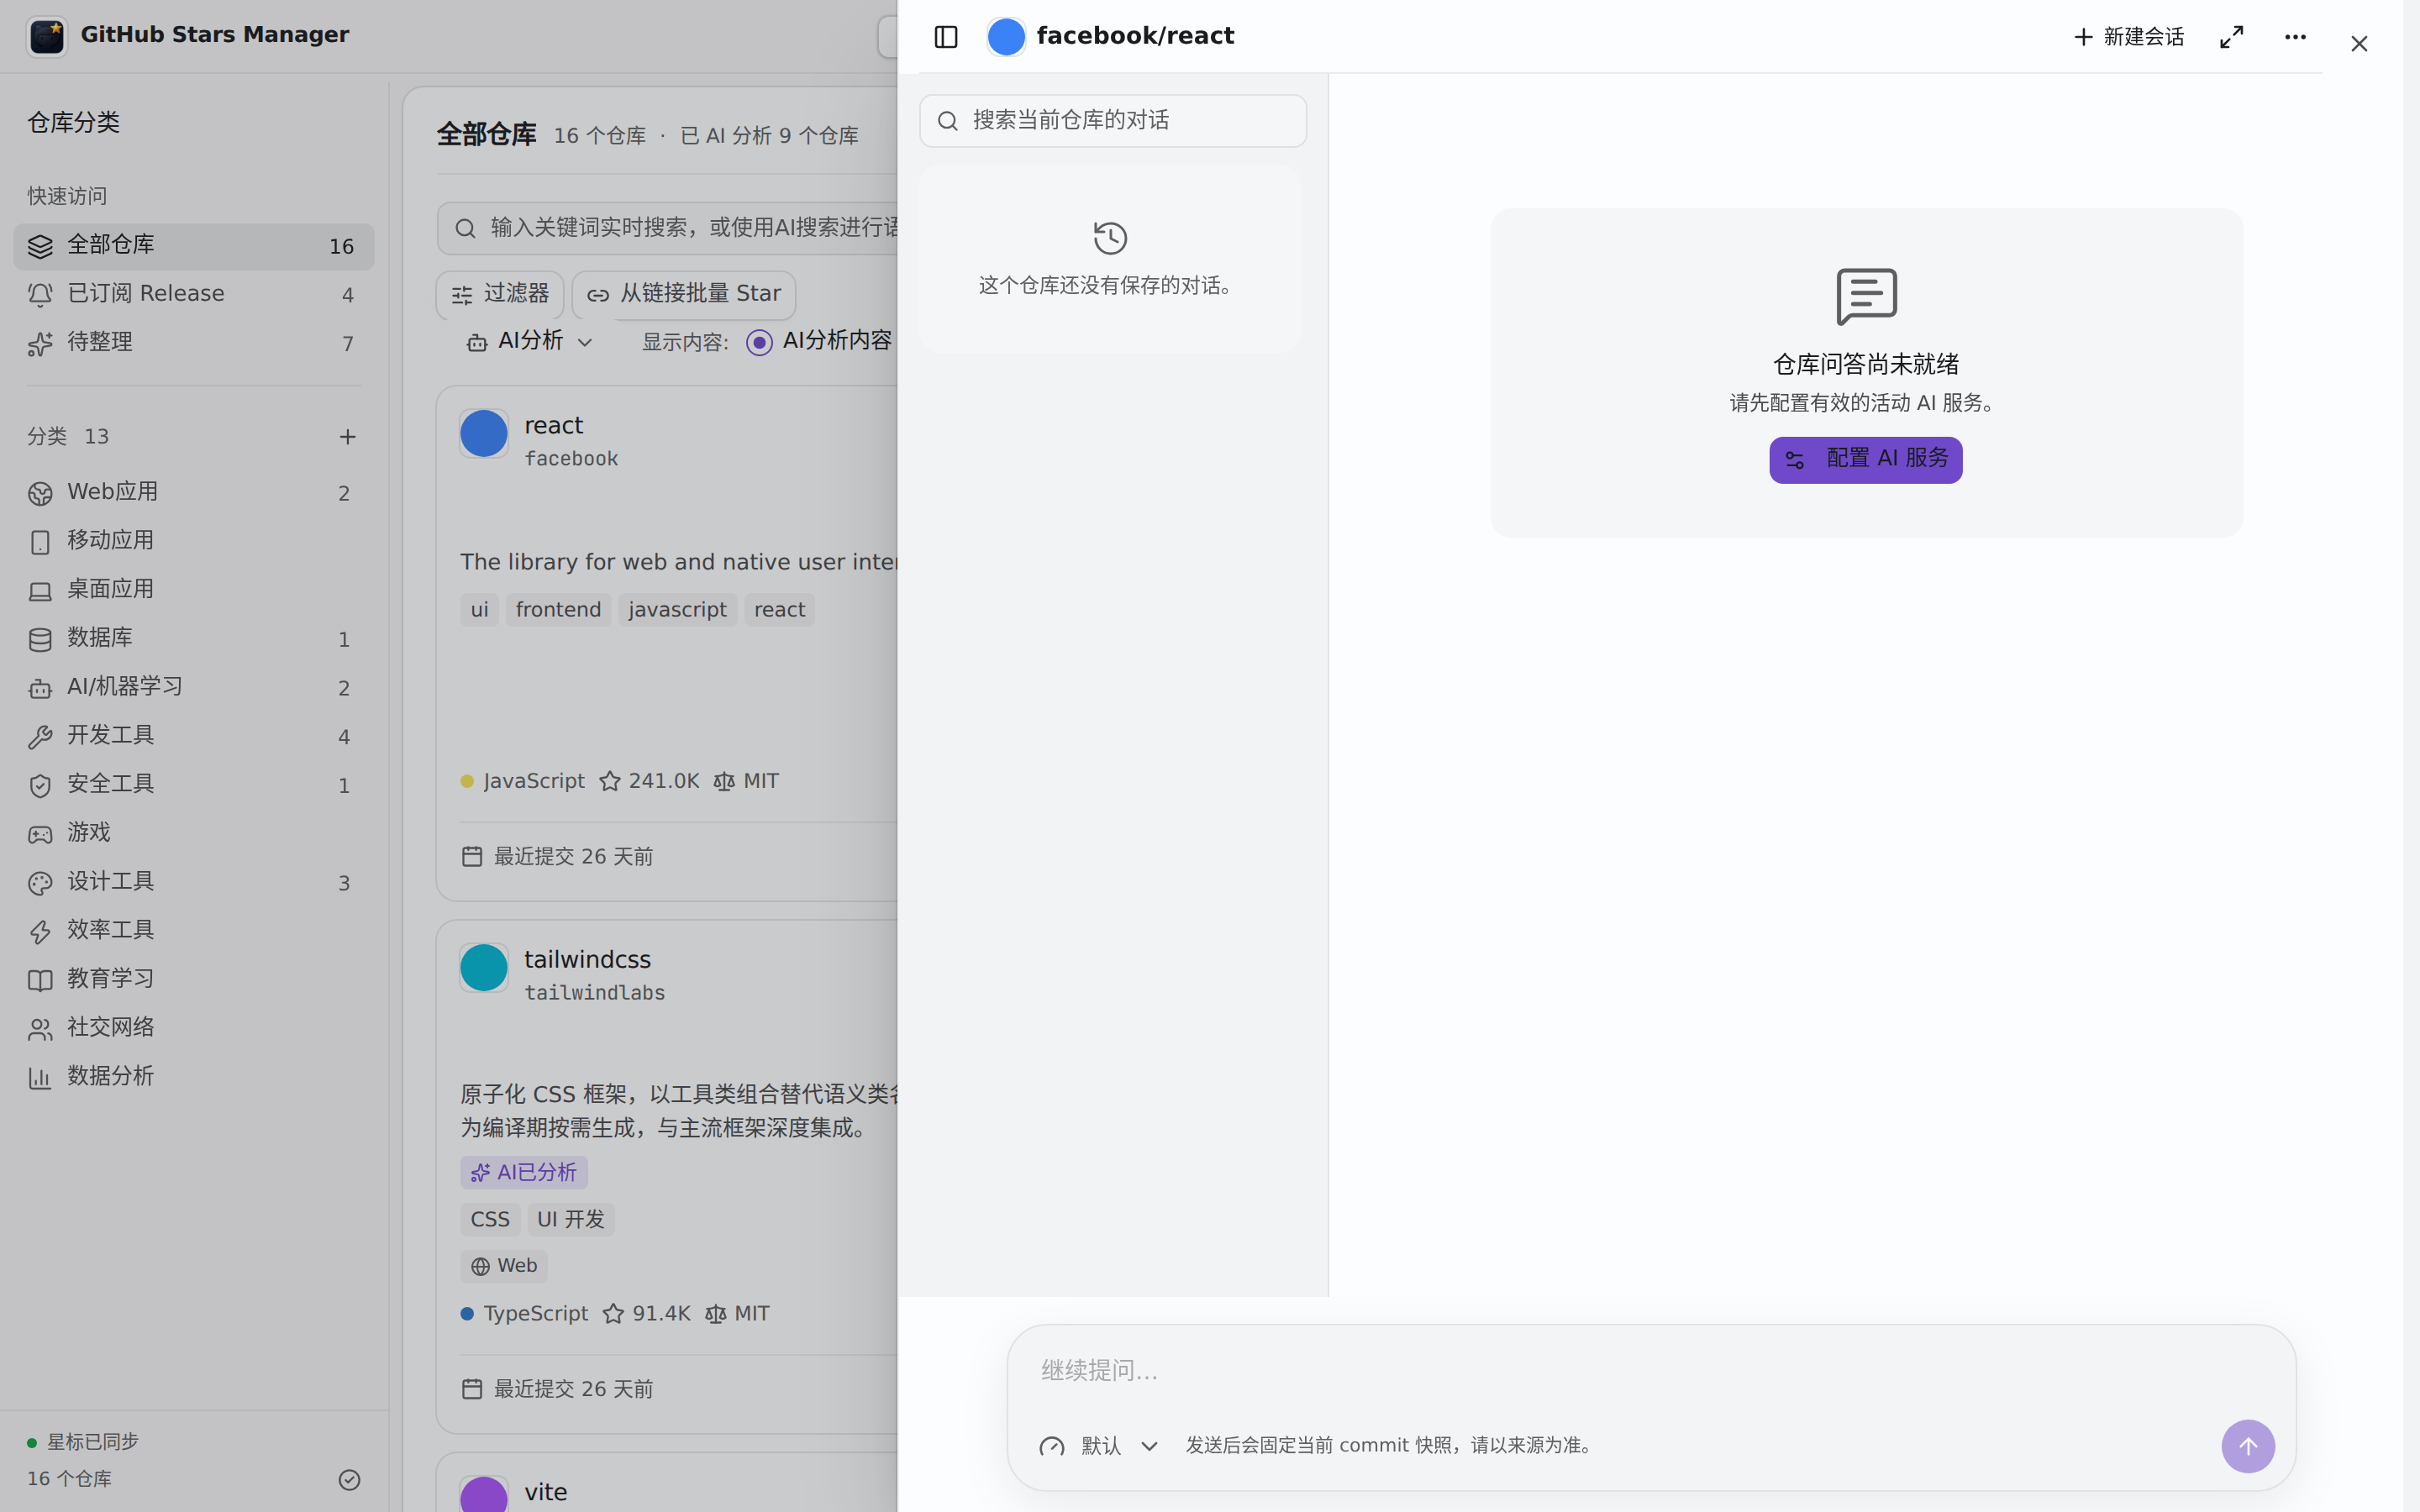 GitHub Stars Manager
仓库分类
快速访问
全部仓库 16
已订阅 Release 4
待整理 7
分类 13
Web应用 2
移动应用
桌面应用
数据库 1
AI/机器学习 2
开发工具 4
安全工具 1
游戏
设计工具 3
效率工具
教育学习
社交网络
数据分析
星标已同步
16 个仓库
全部仓库 16 个仓库 · 已 AI 分析 9 个仓库
输入关键词实时搜索，或使用AI搜索进行语
过滤器 从链接批量 Star
AI分析 显示内容: AI分析内容
react
facebook
The library for web and native user inter
ui frontend javascript react
JavaScript 241.0K MIT
最近提交 26 天前
tailwindcss
tailwindlabs
原子化 CSS 框架，以工具类组合替代语义类名
为编译期按需生成，与主流框架深度集成。
AI已分析
CSS UI 开发
Web
TypeScript 91.4K MIT
最近提交 26 天前
vite
facebook/react 新建会话
搜索当前仓库的对话
这个仓库还没有保存的对话。
仓库问答尚未就绪
请先配置有效的活动 AI 服务。
配置 AI 服务
继续提问...
默认 发送后会固定当前 commit 快照，请以来源为准。